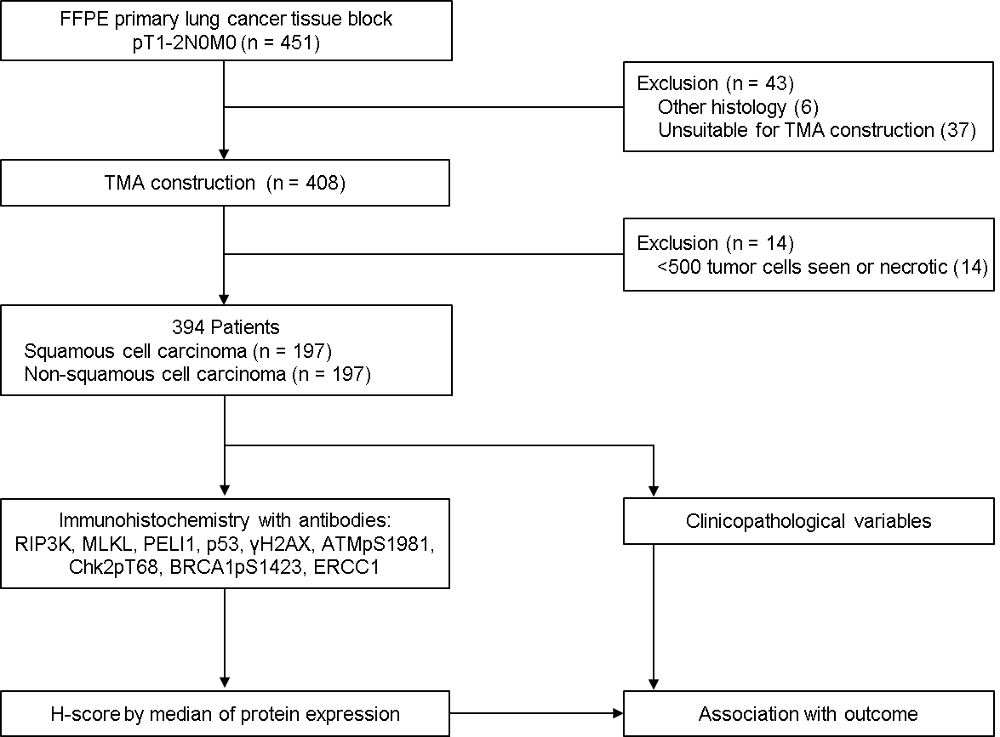 FFPE primary lung cancer tissue block
pT1-2N0M0 (n = 451)
Exclusion (n = 43)
Other histology (6)
Unsuitable for TMA construction (37)
TMA construction (n = 408)
Exclusion (n = 14)
<500 tumor cells seen or necrotic (14)
394 Patients
Squamous cell carcinoma (n = 197)
Non-squamous cell carcinoma (n = 197)
Immunohistochemistry with antibodies:
RIP3K, MLKL, PELI1, p53, γH2AX, ATMpS1981,
Chk2pT68, BRCA1pS1423, ERCC1
Clinicopathological variables
H-score by median of protein expression
Association with outcome